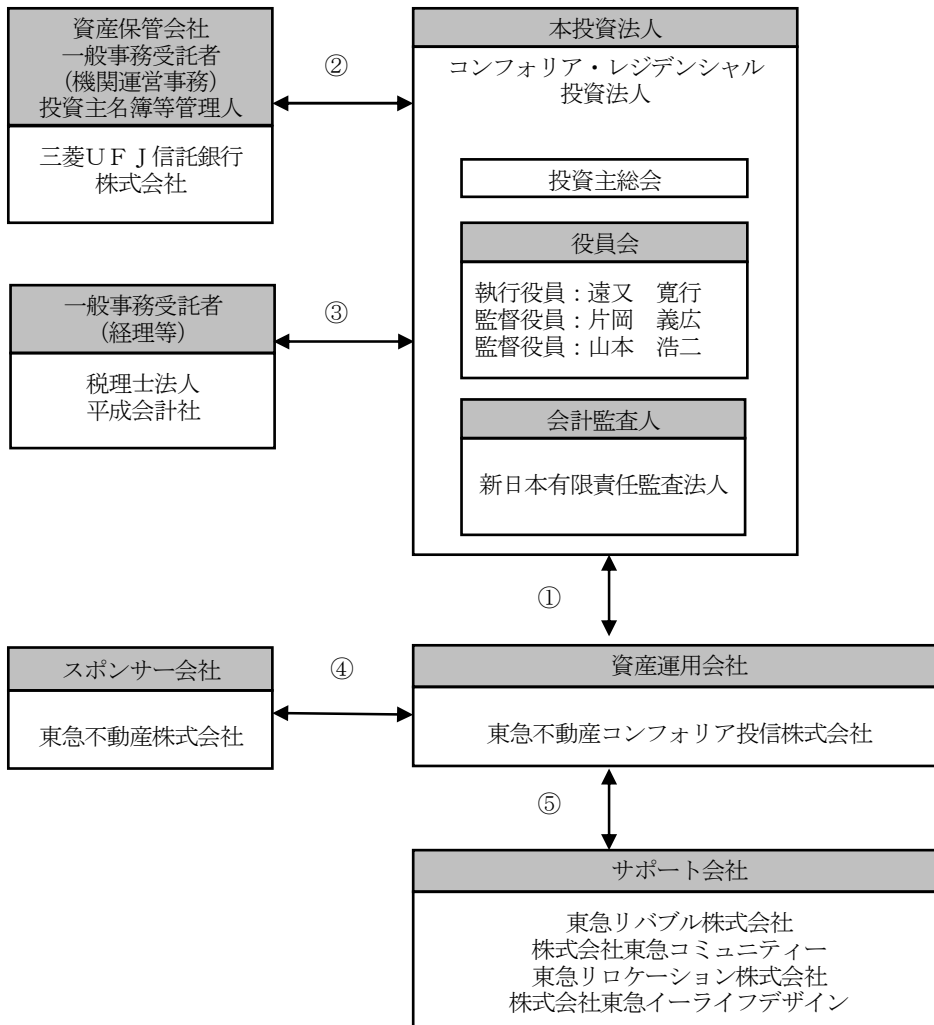 資産保管会社
一般事務受託者
(機関運営事務)
投資主名簿等管理人
三菱ＵＦＪ信託銀行
株式会社
②
本投資法人
コンフォリア・レジデンシャル
投資法人
投資主総会
役員会
執行役員：遠又　寛行
監督役員：片岡　義広
監督役員：山本　浩二
会計監査人
新日本有限責任監査法人
一般事務受託者
(経理等)
税理士法人
平成会計社
③
①
スポンサー会社
東急不動産株式会社
④
資産運用会社
東急不動産コンフォリア投信株式会社
⑤
サポート会社
東急リバブル株式会社
株式会社東急コミュニティー
東急リロケーション株式会社
株式会社東急イーライフデザイン